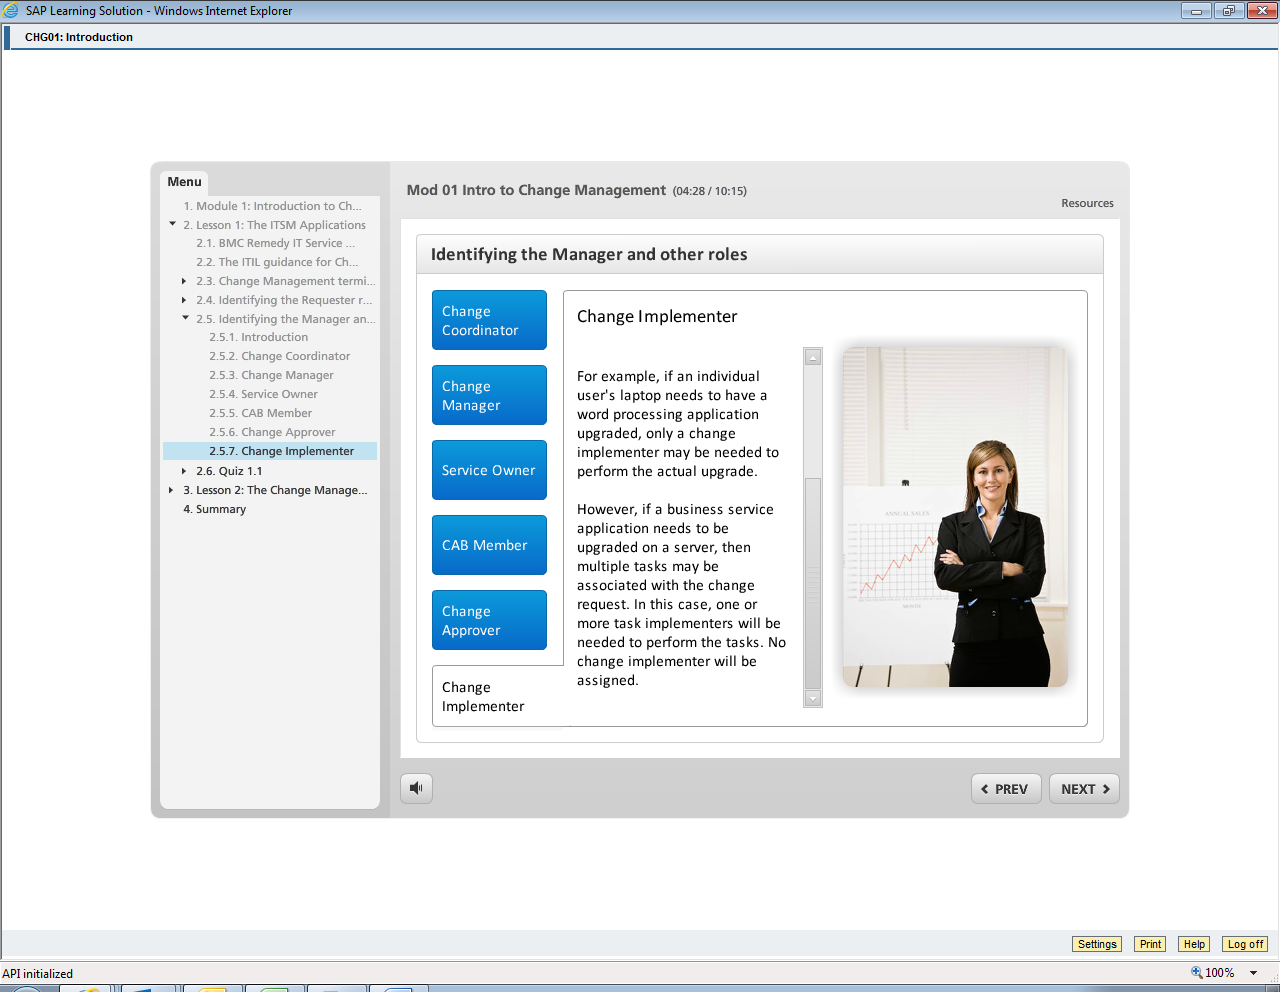 SAP Learning Solution - Windows Internet Explorer
CHG01: Introduction
Menu
1. Module 1: Introduction to Ch...
2. Lesson 1: The ITSM Applications
2.1. BMC Remedy IT Service ...
2.2. The ITIL guidance for Ch...
2.3. Change Management termi...
2.4. Identifying the Requester r...
2.5. Identifying the Manager an...
2.5.1. Introduction
2.5.2. Change Coordinator
2.5.3. Change Manager
2.5.4. Service Owner
2.5.5. CAB Member
2.5.6. Change Approver
2.5.7. Change Implementer
2.6. Quiz 1.1
3. Lesson 2: The Change Manage...
4. Summary
Mod 01 Intro to Change Management (04:28 / 10:15)
Resources
Identifying the Manager and other roles
Change
Coordinator
Change
Manager
Service Owner
CAB Member
Change
Approver
Change
Implementer
Change Implementer
For example, if an individual
user's laptop needs to have a
word processing application
upgraded, only a change
implementer may be needed to
perform the actual upgrade.
However, if a business service
application needs to be
upgraded on a server, then
multiple tasks may be
associated with the change
request. In this case, one or
more task implementers will be
needed to perform the tasks. No
change implementer will be
assigned.
ANNUAL SALES
MONTH
PREV
NEXT
Settings
Print
Help
Log off
API initialized
100%